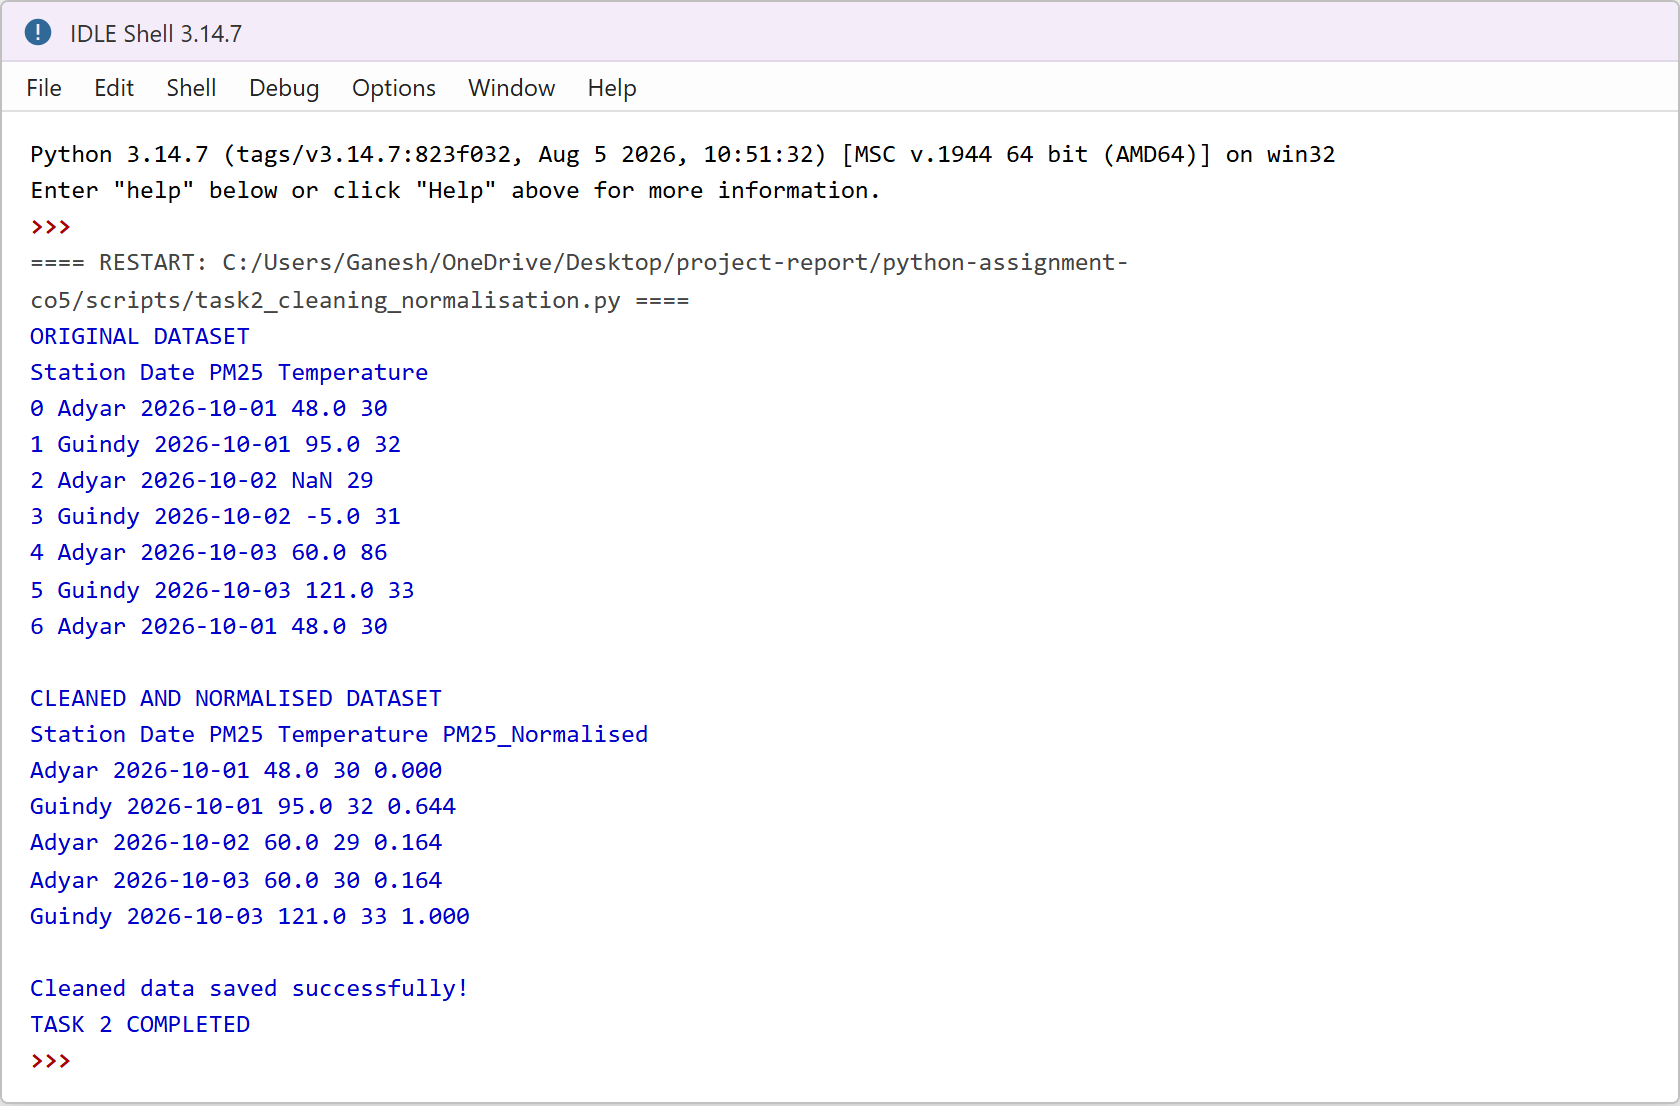 IDLE Shell 3.14.7
File Edit Shell Debug Options Window Help
Python 3.14.7 (tags/v3.14.7:823f032, Aug 5 2026, 10:51:32) [MSC v.1944 64 bit (AMD64)] on win32
Enter "help" below or click "Help" above for more information.
>>>
==== RESTART: C:/Users/Ganesh/OneDrive/Desktop/project-report/python-assignment-
co5/scripts/task2_cleaning_normalisation.py ====
ORIGINAL DATASET
Station Date PM25 Temperature
0 Adyar 2026-10-01 48.0 30
1 Guindy 2026-10-01 95.0 32
2 Adyar 2026-10-02 NaN 29
3 Guindy 2026-10-02 -5.0 31
4 Adyar 2026-10-03 60.0 86
5 Guindy 2026-10-03 121.0 33
6 Adyar 2026-10-01 48.0 30
CLEANED AND NORMALISED DATASET
Station Date PM25 Temperature PM25_Normalised
Adyar 2026-10-01 48.0 30 0.000
Guindy 2026-10-01 95.0 32 0.644
Adyar 2026-10-02 60.0 29 0.164
Adyar 2026-10-03 60.0 30 0.164
Guindy 2026-10-03 121.0 33 1.000
Cleaned data saved successfully!
TASK 2 COMPLETED
>>>